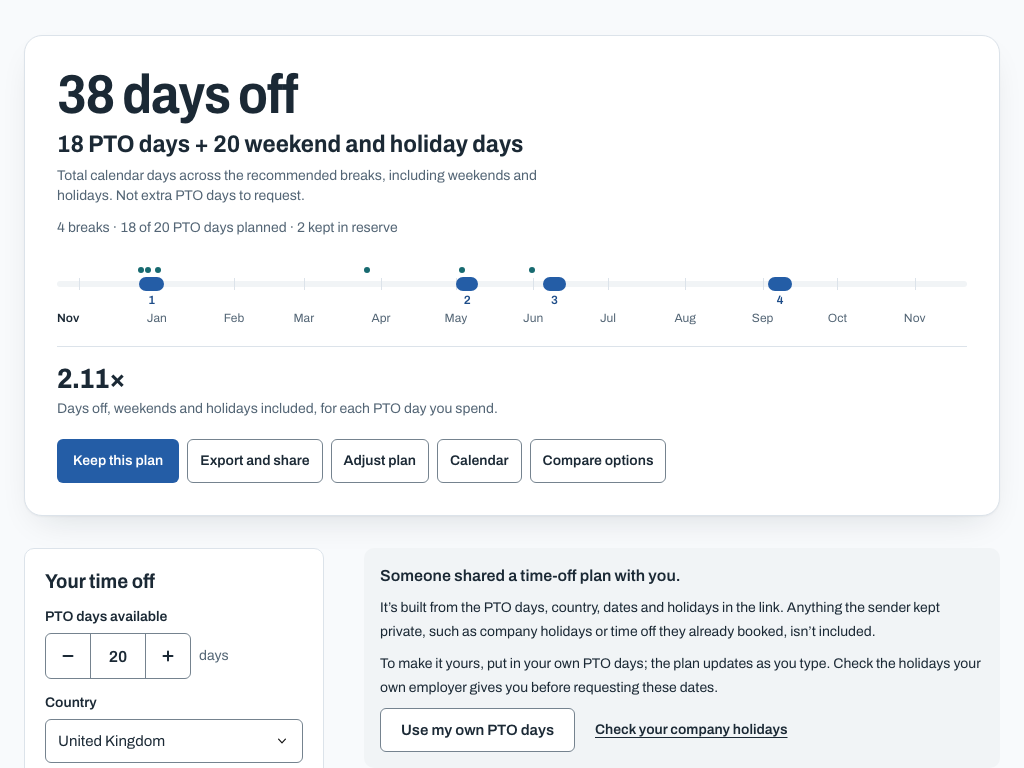 38 days off
18 PTO days + 20 weekend and holiday days
Total calendar days across the recommended breaks, including weekends and
holidays. Not extra PTO days to request.
4 breaks · 18 of 20 PTO days planned · 2 kept in reserve
1 2 3 4
Nov Jan Feb Mar Apr May Jun Jul Aug Sep Oct Nov
2.11×
Days off, weekends and holidays included, for each PTO day you spend.
Keep this plan Export and share Adjust plan Calendar Compare options
Your time off
PTO days available
− 20 + days
Country
United Kingdom
Someone shared a time-off plan with you.
It’s built from the PTO days, country, dates and holidays in the link. Anything the sender kept
private, such as company holidays or time off they already booked, isn’t included.
To make it yours, put in your own PTO days; the plan updates as you type. Check the holidays your
own employer gives you before requesting these dates.
Use my own PTO days Check your company holidays